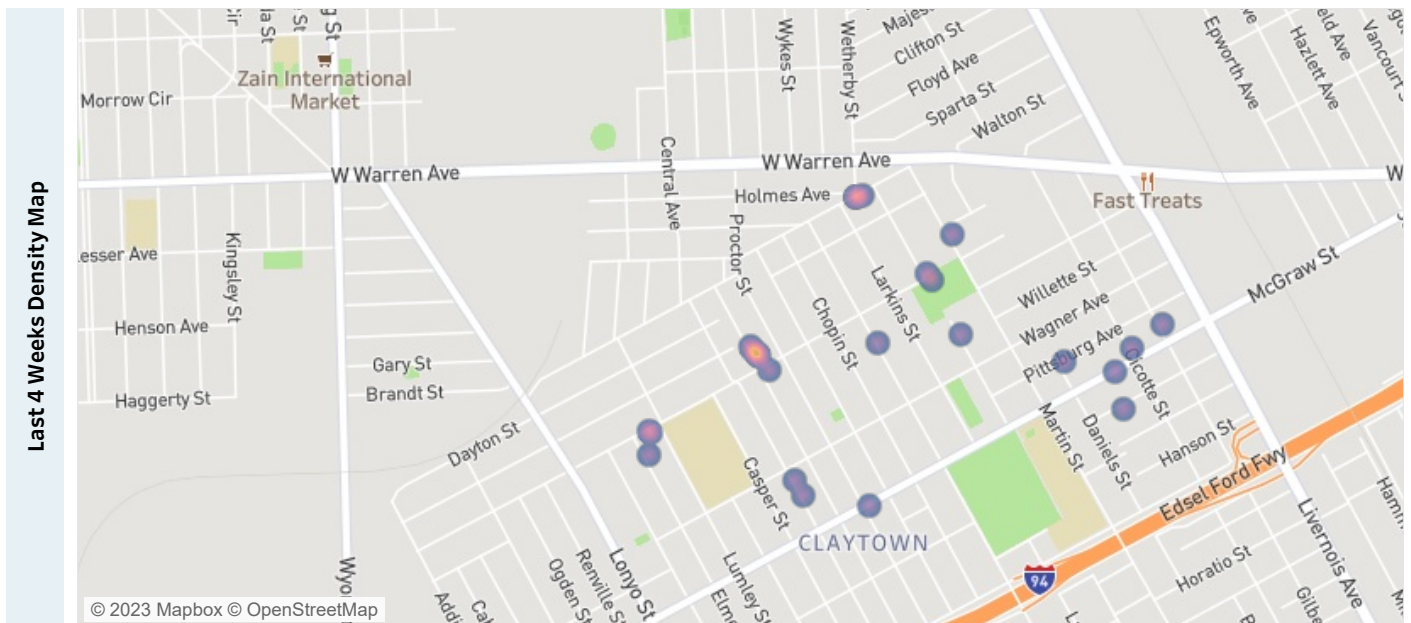 Last 4 Weeks Density Map
Cir
St
Wykes St
Wetherby St
Clifton St
Floyd Ave
Sparta St
Walton St
Epworth Ave
Hazlett Ave
Zain International
Market
Morrow Cir
W Warren Ave
W Warren Ave
Central Ave
Holmes Ave
Fast Treats
Proctor St
Kingsley St
Larkins St
Chopin St
Willette St
Wagner Ave
Pittsburg Ave
McGraw St
Cicotte St
Henson Ave
Gary St
Brandt St
Haggerty St
Dayton St
Martin St
Daniels St
Hanson St
Casper St
Edsel Ford Fwy
CLAYTOWN
94
Livernois Ave
Horatio St
Lonyo St
Renville S
Ogden St
Lumley St
Elm
Wyo
Addi
© 2023 Mapbox © OpenStreetMap